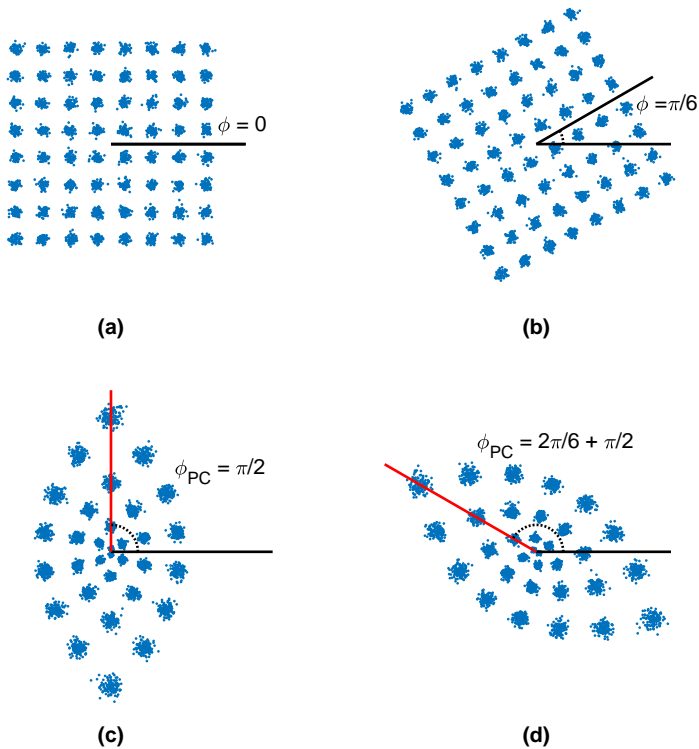 ϕ = 0
ϕ =π/6
(a)
(b)
ϕPC = π/2
ϕPC = 2π/6 + π/2
(c)
(d)